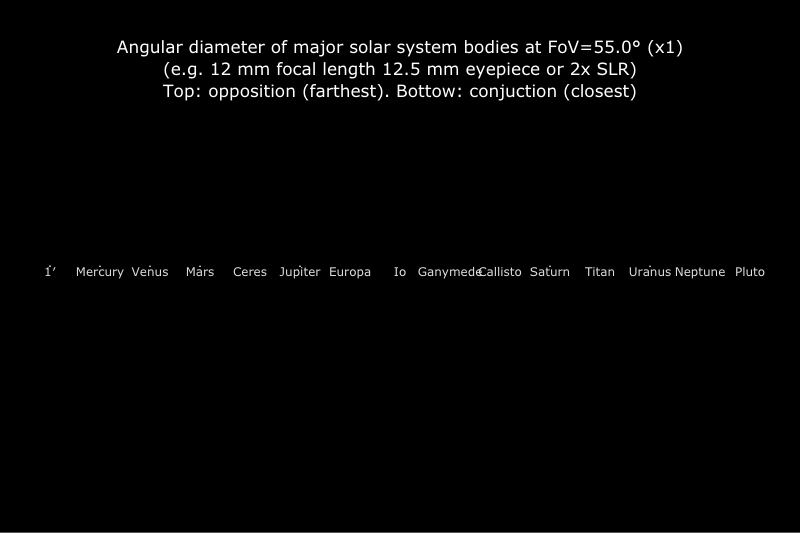 Angular diameter of major solar system bodies at FoV=55.0° (x1)
(e.g. 12 mm focal length 12.5 mm eyepiece or 2x SLR)
Top: opposition (farthest). Bottow: conjuction (closest)
1′ Mercury Venus Mars Ceres Jupiter Europa Io Ganymede Callisto Saturn Titan Uranus Neptune Pluto